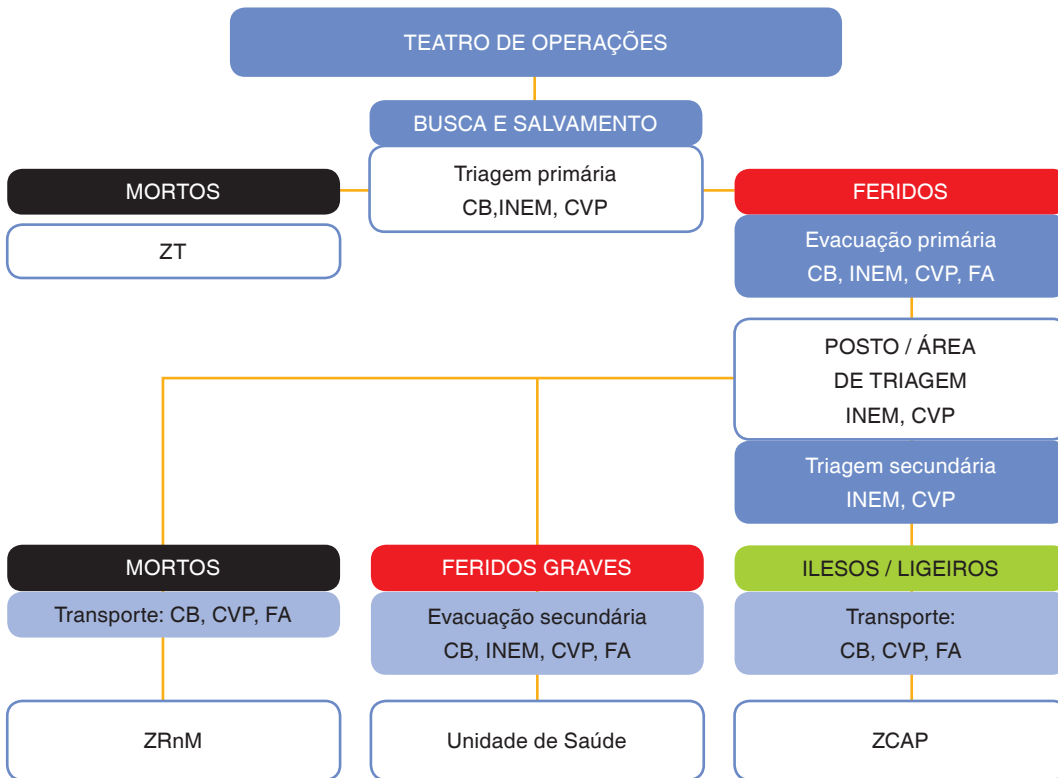 TEATRO DE OPERAÇÕES
BUSCA E SALVAMENTO
Triagem primária
CB,INEM, CVP
MORTOS
ZT
FERIDOS
Evacuação primária
CB, INEM, CVP, FA
POSTO / ÁREA
DE TRIAGEM
INEM, CVP
Triagem secundária
INEM, CVP
MORTOS
Transporte: CB, CVP, FA
ZRnM
FERIDOS GRAVES
Evacuação secundária
CB, INEM, CVP, FA
Unidade de Saúde
ILESOS / LIGEIROS
Transporte:
CB, CVP, FA
ZCAP